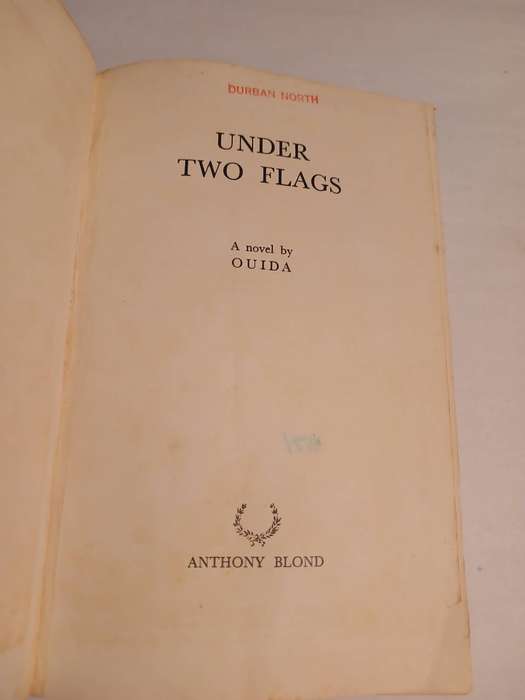 DURBAN NORTH
UNDER
TWO FLAGS
A novel by
OUIDA
ANTHONY BLOND